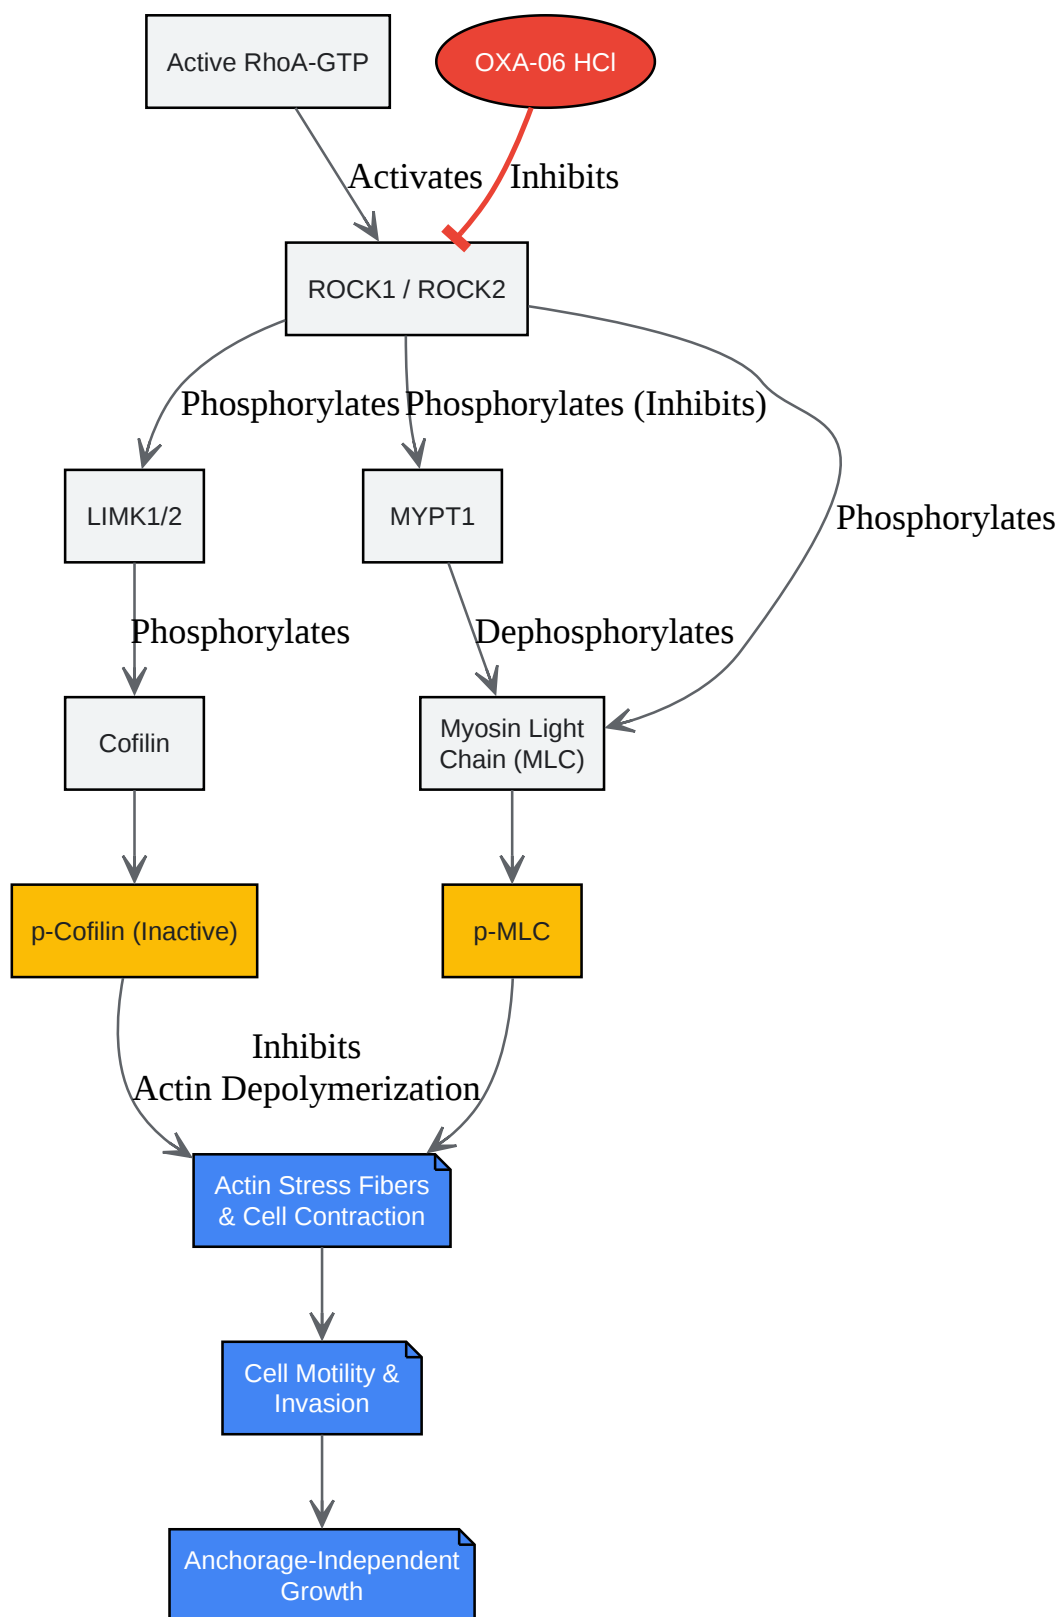 Active RhoA-GTP
OXA-06 HCl
Activates
Inhibits
ROCK1 / ROCK2
Phosphorylates
Phosphorylates (Inhibits)
LIMK1/2
MYPT1
Phosphorylates
Phosphorylates
Dephosphorylates
Cofilin
Myosin Light
Chain (MLC)
p-Cofilin (Inactive)
p-MLC
Inhibits
Actin Depolymerization
Actin Stress Fibers
& Cell Contraction
Cell Motility &
Invasion
Anchorage-Independent
Growth